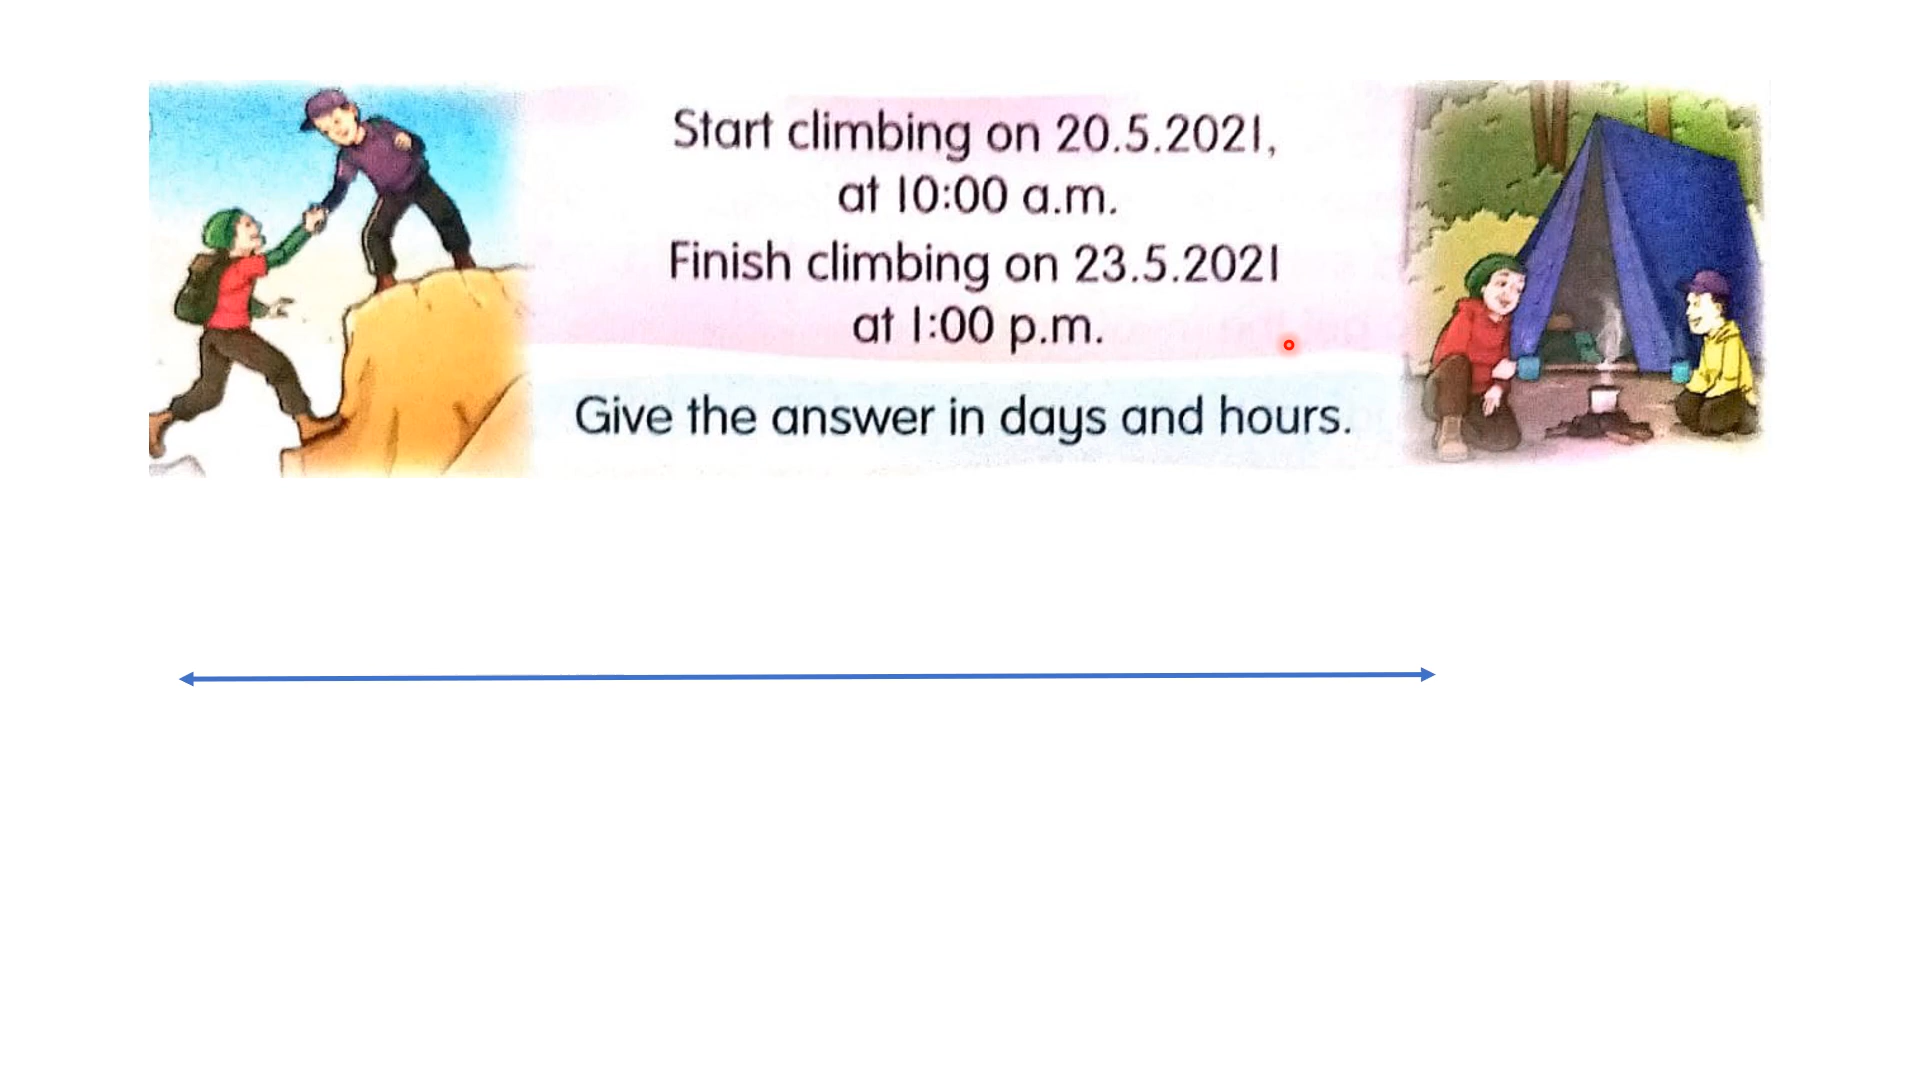 Start climbing on 20.5.2021,
at 10:00 a.m.
Finish climbing on 23.5.2021
at 1:00 p.m.
Give the answer in days and hours.